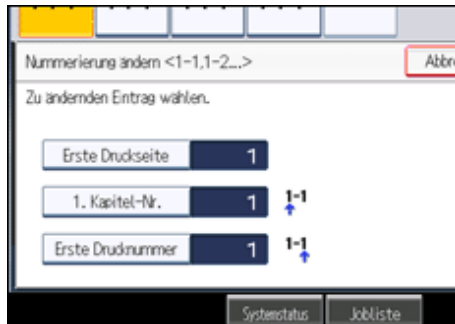 Nummerierung ändern <1-1,1-2...>
Abbr
Zu ändernden Eintrag wählen.
Erste Druckseite 1
1. Kapitel-Nr. 1 1-1
Erste Drucknummer 1 1-1
Systemstatus Jobliste